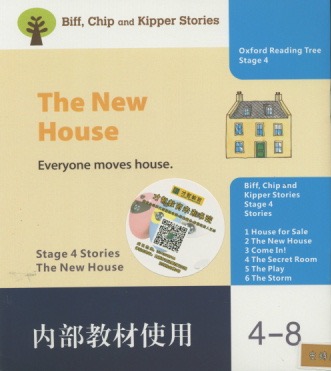 Biff, Chip and Kipper Stories
Oxford Reading Tree
Stage 4
The New
House
Everyone moves house.
Biff, Chip and
Kipper Stories
Stage 4
Stories
1 House for Sale
2 The New House
3 Come In!
4 The Secret Room
5 The Play
6 The Storm
Stage 4 Stories
The New House
内部教材使用
4-8